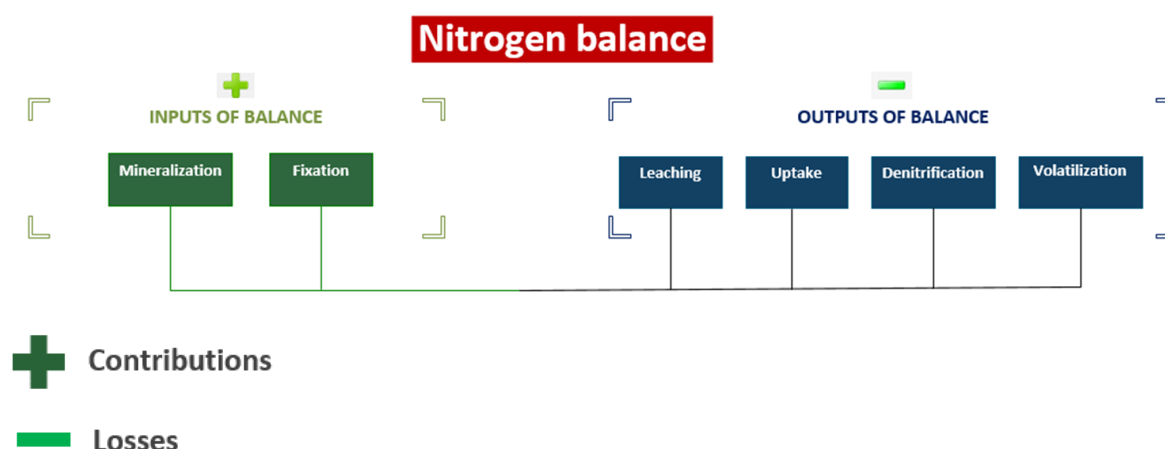 Nitrogen balance
INPUTS OF BALANCE
Mineralization
Fixation
OUTPUTS OF BALANCE
Leaching
Uptake
Denitrification
Volatilization
Contributions
Losses